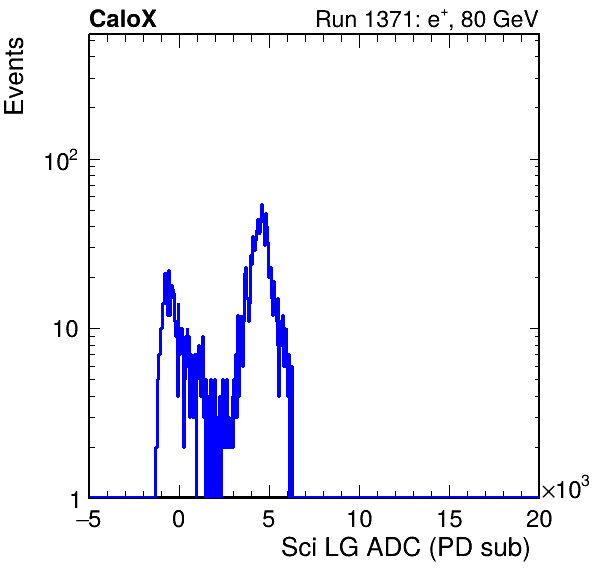 CaloX Run 1371: e⁺, 80 GeV
Events
10²
10
1
−5 0 5 10 15 20
×10³
Sci LG ADC (PD sub)